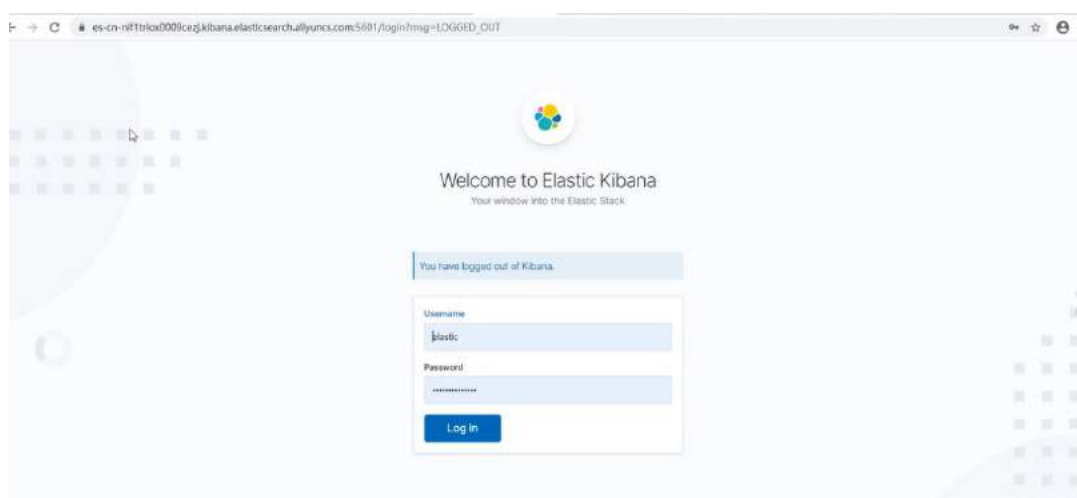 es-cn-nif1triox0009cezj.kibana.elasticsearch.aliyuncs.com:5601/login?msg=LOGGED_OUT
Welcome to Elastic Kibana
Your window into the Elastic Stack
You have logged out of Kibana.
Username
elastic
Password
Log in